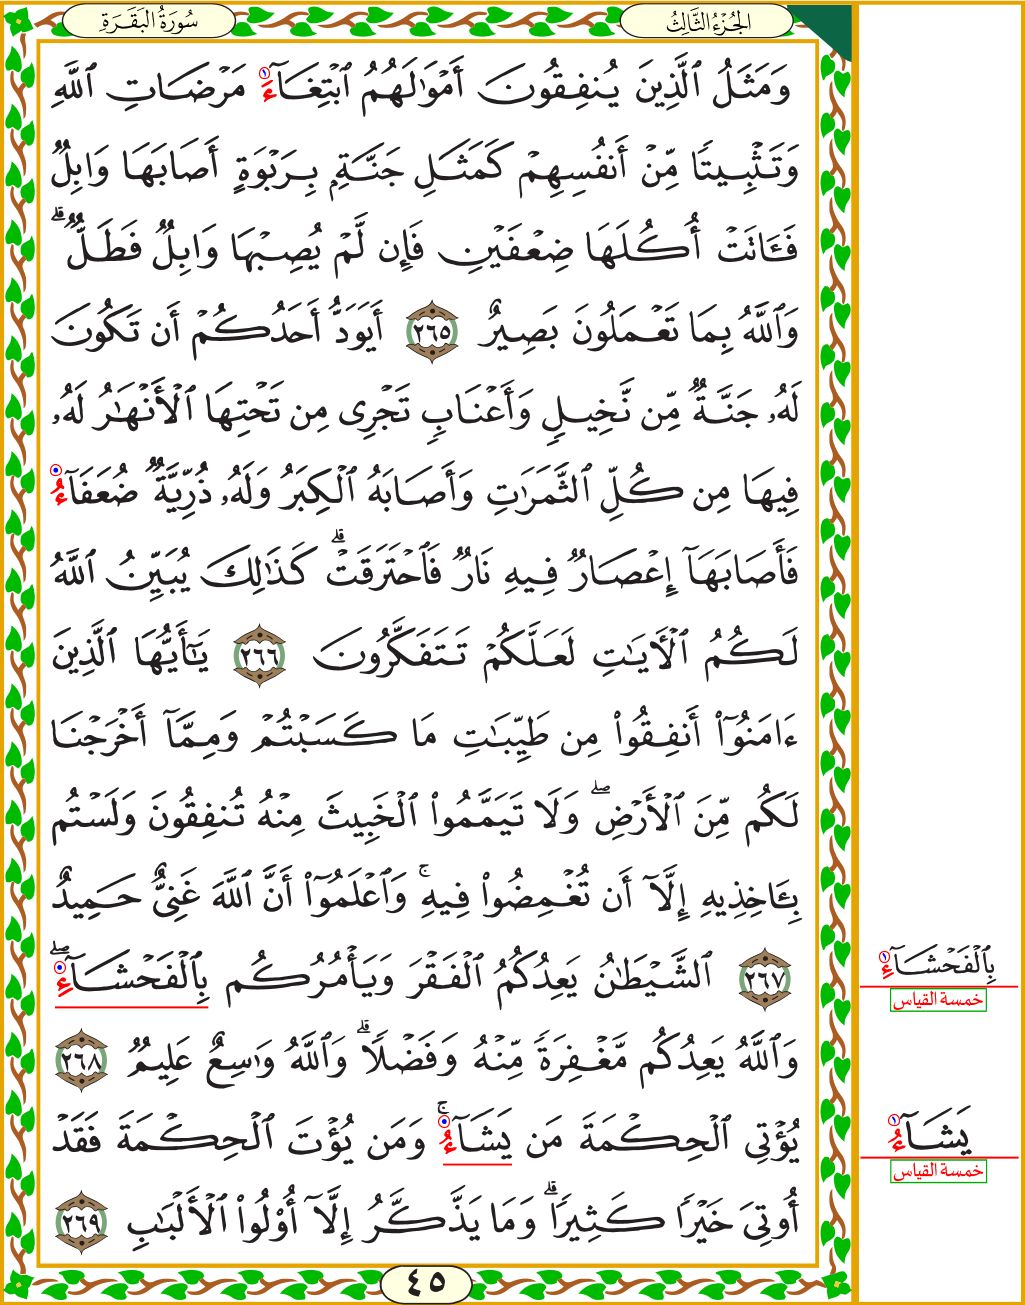 الجُزْءُ الثَّالِثُ
سُورَةُ البَقَرَةِ
وَمَثَلُ ٱلَّذِينَ يُنفِقُونَ أَمۡوَٰلَهُمُ ٱبۡتِغَآءَ مَرۡضَاتِ ٱللَّهِ
وَتَثۡبِيتٗا مِّنۡ أَنفُسِهِمۡ كَمَثَلِ جَنَّةِۭ بِرَبۡوَةٍ أَصَابَهَا وَابِلٞ
فَـَٔاتَتۡ أُكُلَهَا ضِعۡفَيۡنِ فَإِن لَّمۡ يُصِبۡهَا وَابِلٞ فَطَلّٞۗ
وَٱللَّهُ بِمَا تَعۡمَلُونَ بَصِيرٌ ٢٦٥ أَيَوَدُّ أَحَدُكُمۡ أَن تَكُونَ
لَهُۥ جَنَّةٞ مِّن نَّخِيلٖ وَأَعۡنَابٖ تَجۡرِي مِن تَحۡتِهَا ٱلۡأَنۡهَٰرُ لَهُۥ
فِيهَا مِن كُلِّ ٱلثَّمَرَٰتِ وَأَصَابَهُ ٱلۡكِبَرُ وَلَهُۥ ذُرِّيَّةٞ ضُعَفَآءُ
فَأَصَابَهَآ إِعۡصَارٞ فِيهِ نَارٞ فَٱحۡتَرَقَتۡۗ كَذَٰلِكَ يُبَيِّنُ ٱللَّهُ
لَكُمُ ٱلۡأٓيَٰتِ لَعَلَّكُمۡ تَتَفَكَّرُونَ ٢٦٦ يَٰٓأَيُّهَا ٱلَّذِينَ
ءَامَنُوٓاْ أَنفِقُواْ مِن طَيِّبَٰتِ مَا كَسَبۡتُمۡ وَمِمَّآ أَخۡرَجۡنَا
لَكُم مِّنَ ٱلۡأَرۡضِۖ وَلَا تَيَمَّمُواْ ٱلۡخَبِيثَ مِنۡهُ تُنفِقُونَ وَلَسۡتُم
بِـَٔاخِذِيهِ إِلَّآ أَن تُغۡمِضُواْ فِيهِۚ وَٱعۡلَمُوٓاْ أَنَّ ٱللَّهَ غَنِيٌّ حَمِيدٌ
٢٦٧ ٱلشَّيۡطَٰنُ يَعِدُكُمُ ٱلۡفَقۡرَ وَيَأۡمُرُكُم بِٱلۡفَحۡشَآءِۖ
بِٱلۡفَحۡشَآءِ ١
خمسة القياس
وَٱللَّهُ يَعِدُكُم مَّغۡفِرَةٗ مِّنۡهُ وَفَضۡلٗاۗ وَٱللَّهُ وَٰسِعٌ عَلِيمٞ ٢٦٨
يُؤۡتِي ٱلۡحِكۡمَةَ مَن يَشَآءُۚ وَمَن يُؤۡتَ ٱلۡحِكۡمَةَ فَقَدۡ
يَشَآءُ ١
خمسة القياس
أُوتِيَ خَيۡرٗا كَثِيرٗاۗ وَمَا يَذَّكَّرُ إِلَّآ أُوْلُواْ ٱلۡأَلۡبَٰبِ ٢٦٩
٤٥